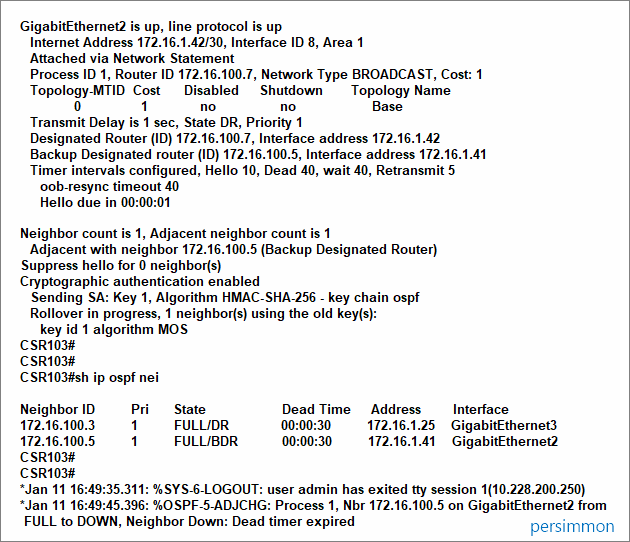 GigabitEthernet2 is up, line protocol is up
Internet Address 172.16.1.42/30, Interface ID 8, Area 1
Attached via Network Statement
Process ID 1, Router ID 172.16.100.7, Network Type BROADCAST, Cost: 1
Topology-MTID Cost Disabled Shutdown Topology Name
0 1 no no Base
Transmit Delay is 1 sec, State DR, Priority 1
Designated Router (ID) 172.16.100.7, Interface address 172.16.1.42
Backup Designated router (ID) 172.16.100.5, Interface address 172.16.1.41
Timer intervals configured, Hello 10, Dead 40, wait 40, Retransmit 5
oob-resync timeout 40
Hello due in 00:00:01
Neighbor count is 1, Adjacent neighbor count is 1
Adjacent with neighbor 172.16.100.5 (Backup Designated Router)
Suppress hello for 0 neighbor(s)
Cryptographic authentication enabled
Sending SA: Key 1, Algorithm HMAC-SHA-256 - key chain ospf
Rollover in progress, 1 neighbor(s) using the old key(s):
key id 1 algorithm MOS
CSR103#
CSR103#
CSR103#sh ip ospf nei
Neighbor ID Pri State Dead Time Address Interface
172.16.100.3 1 FULL/DR 00:00:30 172.16.1.25 GigabitEthernet3
172.16.100.5 1 FULL/BDR 00:00:30 172.16.1.41 GigabitEthernet2
CSR103#
CSR103#
*Jan 11 16:49:35.311: %SYS-6-LOGOUT: user admin has exited tty session 1(10.228.200.250)
*Jan 11 16:49:45.396: %OSPF-5-ADJCHG: Process 1, Nbr 172.16.100.5 on GigabitEthernet2 from
FULL to DOWN, Neighbor Down: Dead timer expired
persimmon